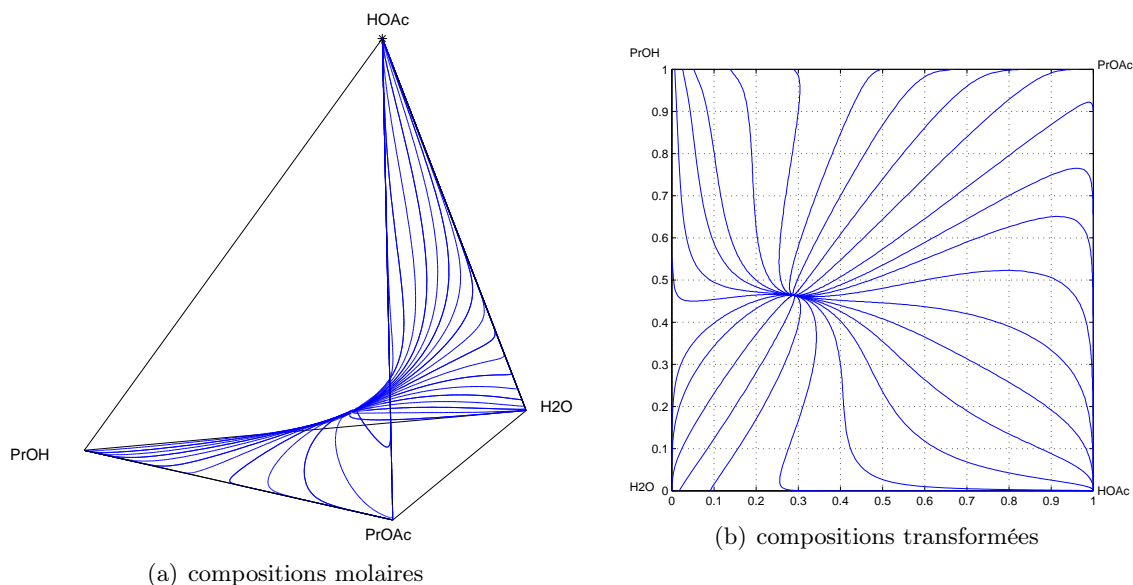 HOAc
PrOH
H2O
PrOAc
(a) compositions molaires
PrOH
PrOAc
1
0.9
0.8
0.7
0.6
0.5
0.4
0.3
0.2
0.1
0
H2O
HOAc
0 0.1 0.2 0.3 0.4 0.5 0.6 0.7 0.8 0.9 1
(b) compositions transformées